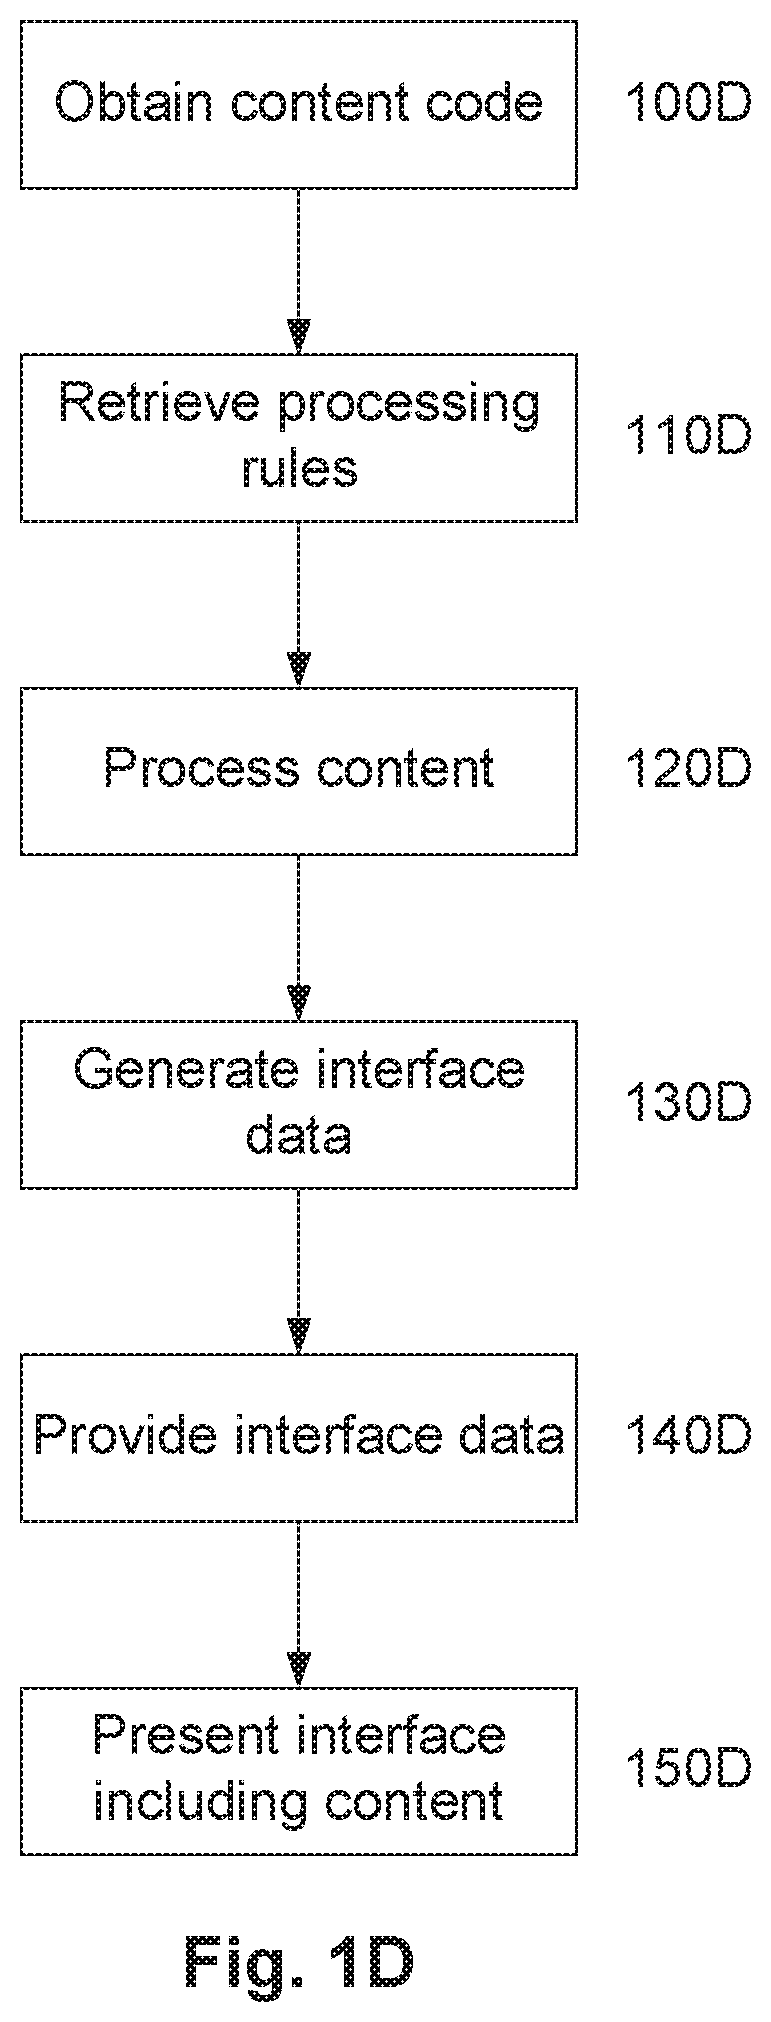 Obtain content code
100D
Retrieve processing
rules
110D
Process content
120D
Generate interface
data
130D
Provide interface data
140D
Present interface
including content
150D
Fig. 1D